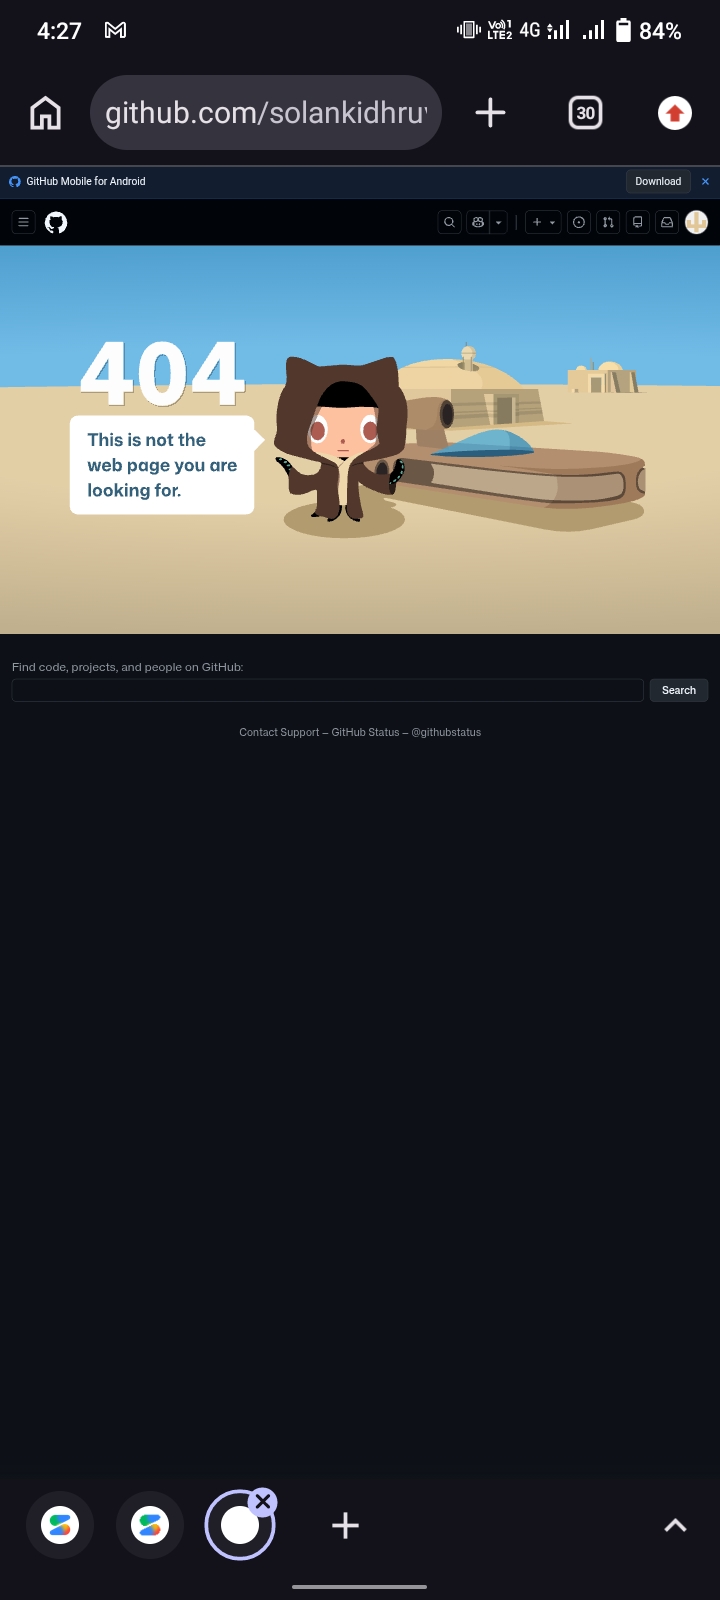 4:27
Vo))1
LTE2
4G
84%
github.com/solankidhru
30
GitHub Mobile for Android
Download
404
This is not the
web page you are
looking for.
Find code, projects, and people on GitHub:
Search
Contact Support — GitHub Status — @githubstatus